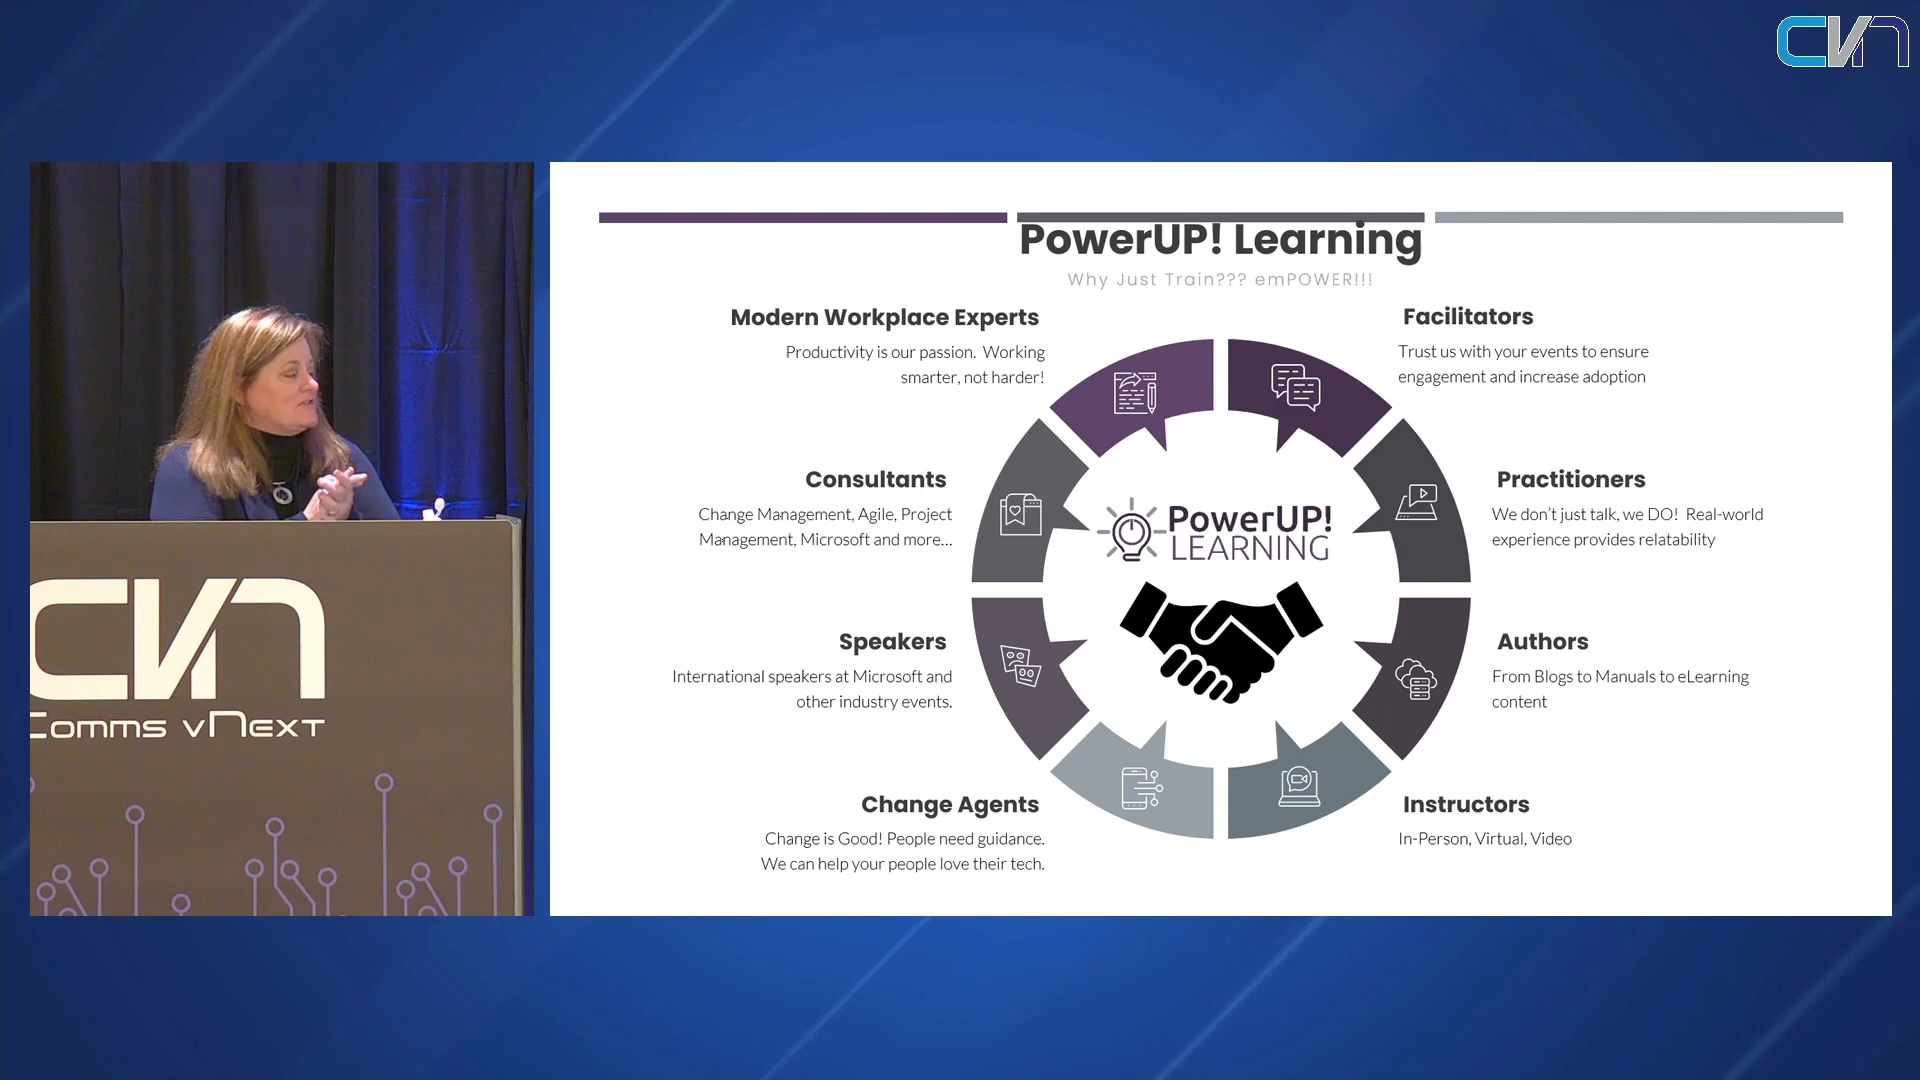 CVN
PowerUP! Learning
Why Just Train??? emPOWER!!!
Modern Workplace Experts
Productivity is our passion. Working
smarter, not harder!
Facilitators
Trust us with your events to ensure
engagement and increase adoption
Consultants
Change Management, Agile, Project
Management, Microsoft and more...
Practitioners
We don't just talk, we DO! Real-world
experience provides relatability
PowerUP!
LEARNING
Speakers
International speakers at Microsoft and
other industry events.
Authors
From Blogs to Manuals to eLearning
content
Change Agents
Change is Good! People need guidance.
We can help your people love their tech.
Instructors
In-Person, Virtual, Video
CVN
Comms vNext